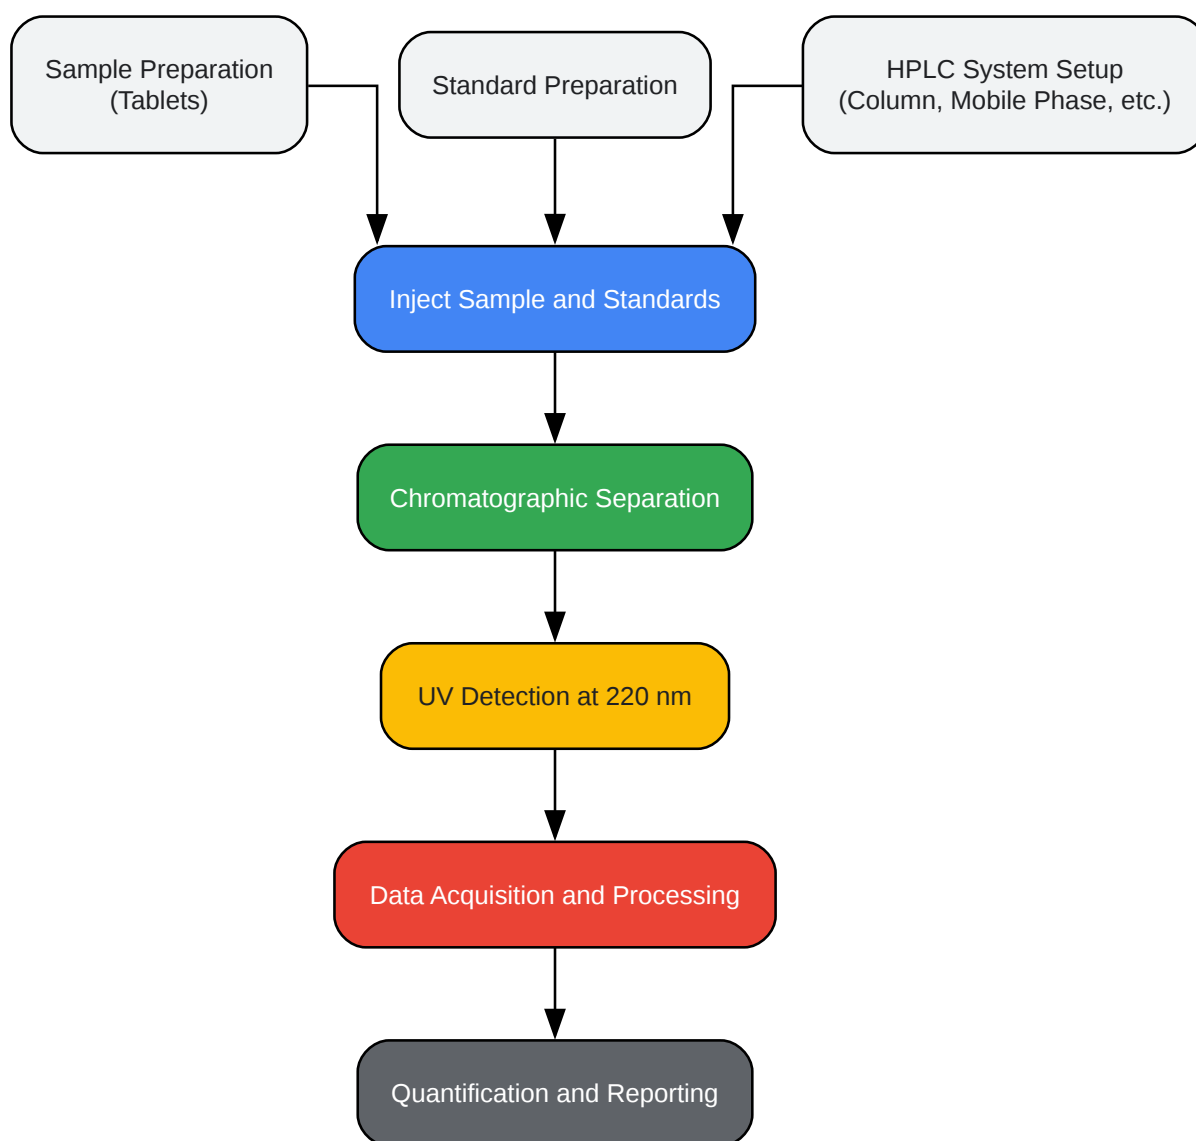 Sample Preparation
(Tablets)
Standard Preparation
HPLC System Setup
(Column, Mobile Phase, etc.)
Inject Sample and Standards
Chromatographic Separation
UV Detection at 220 nm
Data Acquisition and Processing
Quantification and Reporting